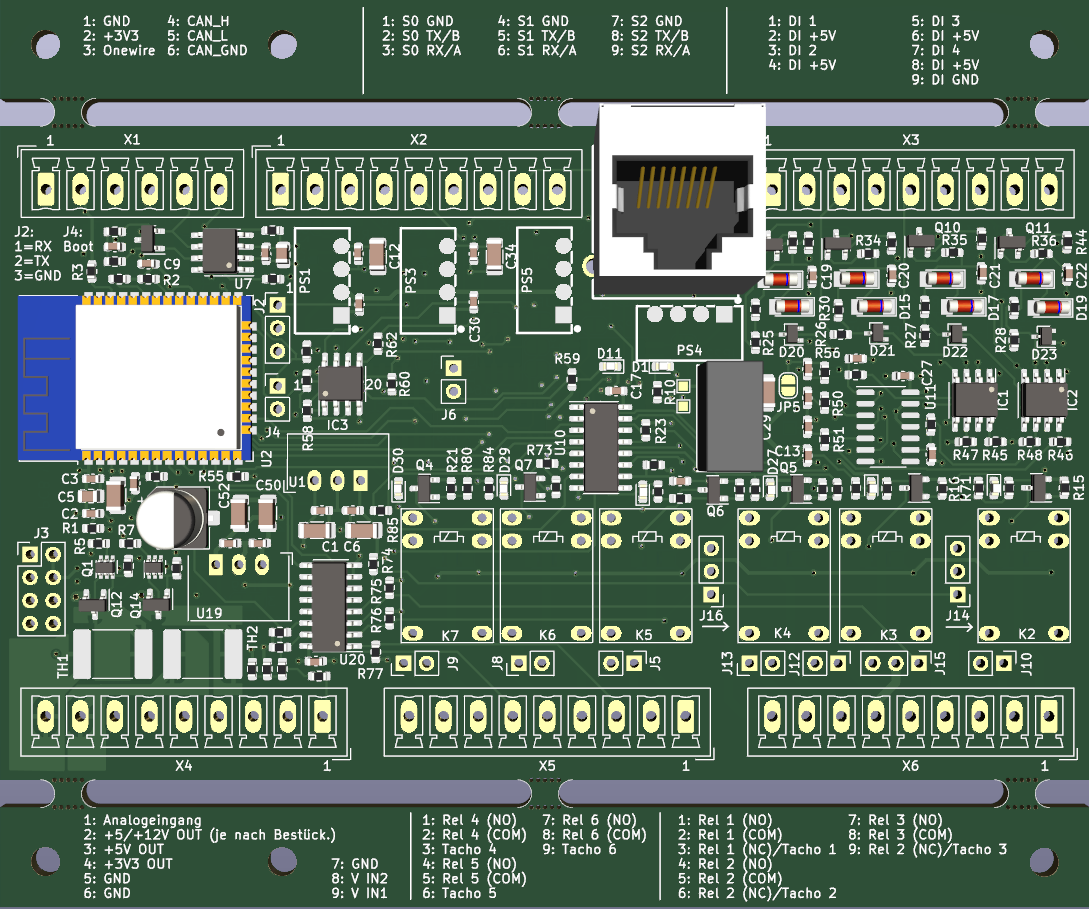 1: GND 4: CAN_H
2: +3V3 5: CAN_L
3: Onewire 6: CAN_GND
1: S0 GND 4: S1 GND 7: S2 GND
2: S0 TX/B 5: S1 TX/B 8: S2 TX/B
3: S0 RX/A 6: S1 RX/A 9: S2 RX/A
1: DI 1 5: DI 3
2: DI +5V 6: DI +5V
3: DI 2 7: DI 4
4: DI +5V 8: DI +5V
9: DI GND
1 X1 1 X2 1 X3
J2: J4:
1=RX Boot
2=TX
3=GND
R3 C9 R2 U7
PS1 C12 PS3 C34 PS5
R34 Q10 R35 Q11 R36 R44
C19 C20 C21 C22
J2 C36 R62 PS4
R25 R30 R26 D15 R27 D17 R28
D20 D21 D22 D23
R59 D11 R56
IC3 R60 J6 C17 R10 JP5 C27 U11 IC1 IC2
J4 R58 U10 R23 C29 R50 R51
U2 U1 D30 Q4 R21 R80 R84 D29 Q7 R73
C13 D27 Q5 Q6 R47 R45 R48 R46 R15
C3 C5 C2 R1 R55 C52 C50
R7 R5 J3 Q1 Q12 Q14 U19
C1 C6 R85 R74 R75 R76 R77
TH1 TH2 U20
K7 K6 K5 J16 K4 K3 J14 K2
J9 J8 J5 J13 J12 J15 J10
X4 1 X5 1 X6 1
1: Analogeingang
2: +5/+12V OUT (je nach Bestück.)
3: +5V OUT
4: +3V3 OUT 7: GND
5: GND 8: V IN2
6: GND 9: V IN1
1: Rel 4 (NO) 7: Rel 6 (NO)
2: Rel 4 (COM) 8: Rel 6 (COM)
3: Tacho 4 9: Tacho 6
4: Rel 5 (NO)
5: Rel 5 (COM)
6: Tacho 5
1: Rel 1 (NO) 7: Rel 3 (NO)
2: Rel 1 (COM) 8: Rel 3 (COM)
3: Rel 1 (NC)/Tacho 1 9: Rel 2 (NC)/Tacho 3
4: Rel 2 (NO)
5: Rel 2 (COM)
6: Rel 2 (NC)/Tacho 2